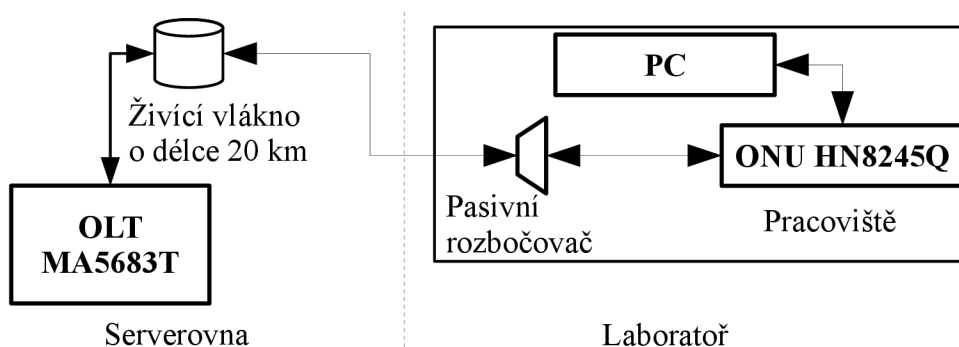 Živící vlákno
o délce 20 km
OLT
MA5683T
Serverovna
PC
ONU HN8245Q
Pasivní
rozbočovač
Pracoviště
Laboratoř